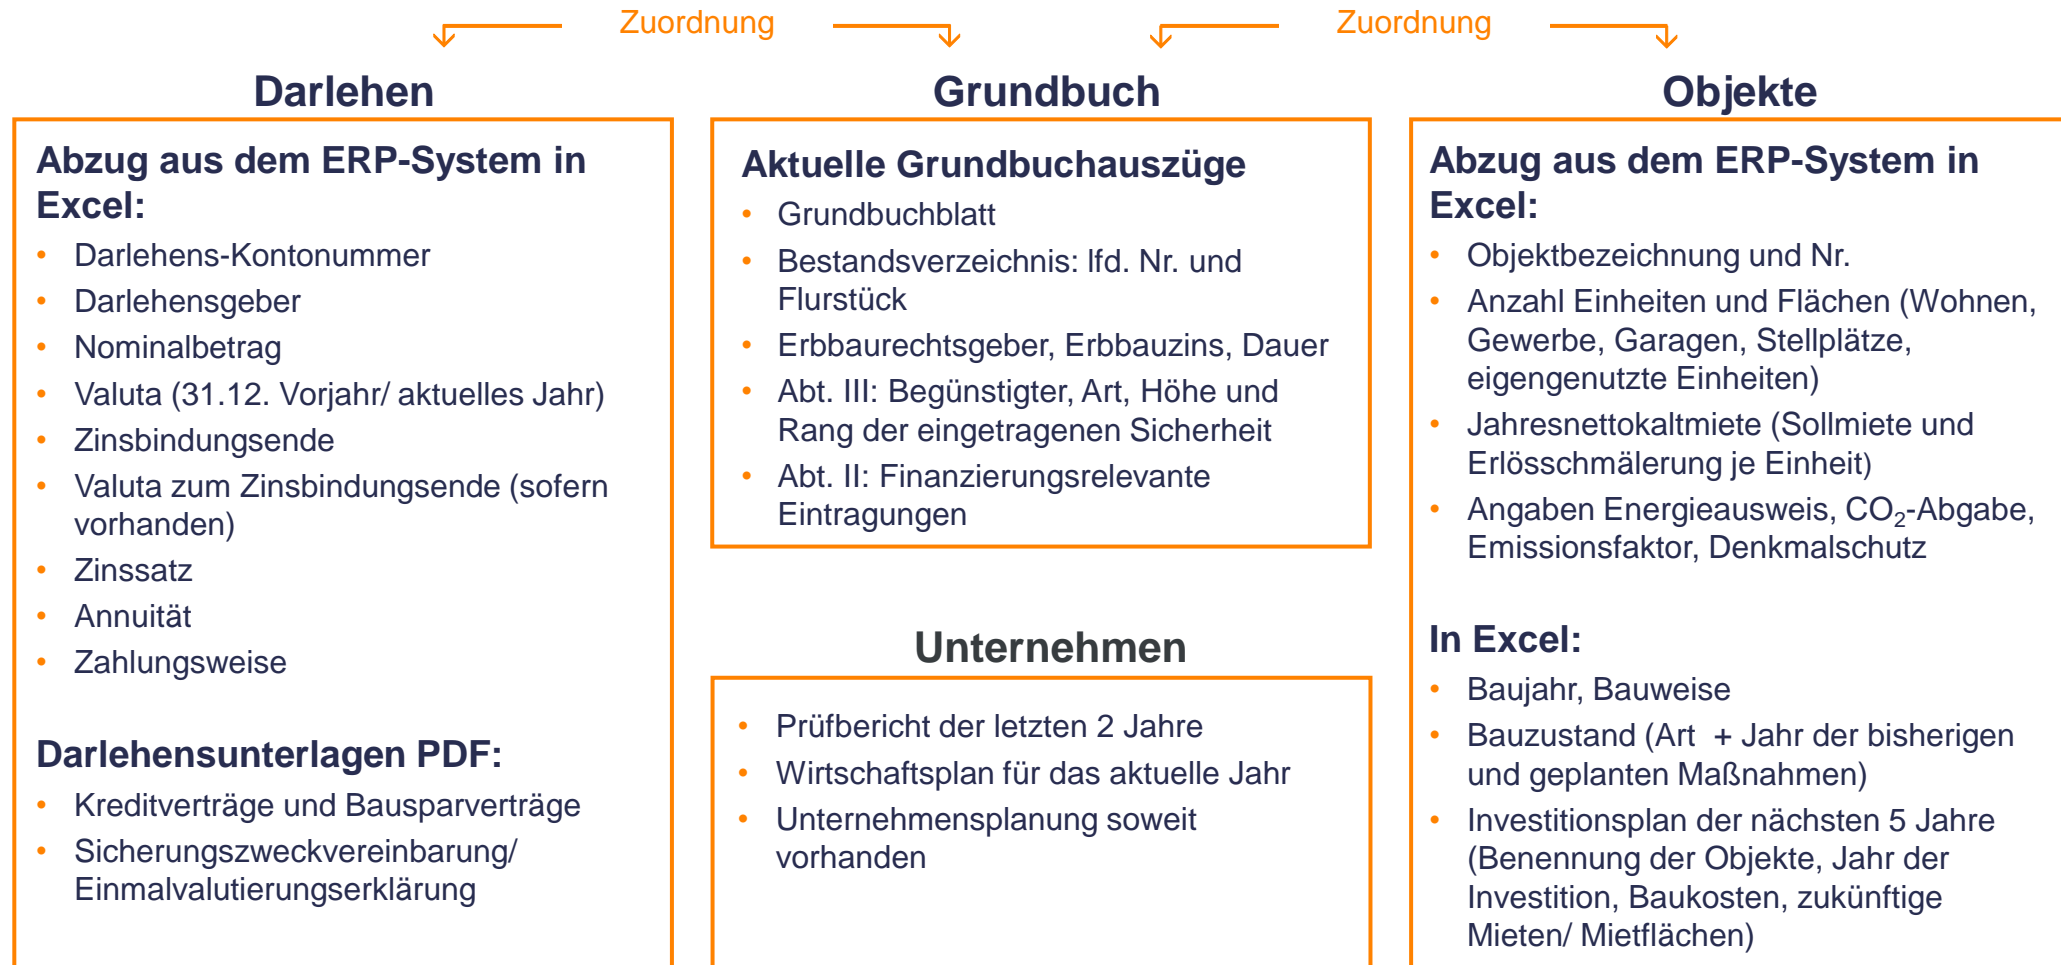 Zuordnung
Zuordnung
Darlehen
Abzug aus dem ERP-System in
Excel:
• Darlehens-Kontonummer
• Darlehensgeber
• Nominalbetrag
• Valuta (31.12. Vorjahr/ aktuelles Jahr)
• Zinsbindungsende
• Valuta zum Zinsbindungsende (sofern
vorhanden)
• Zinssatz
• Annuität
• Zahlungsweise
Darlehensunterlagen PDF:
• Kreditverträge und Bausparverträge
• Sicherungszweckvereinbarung/
Einmalvalutierungserklärung
Grundbuch
Aktuelle Grundbuchauszüge
• Grundbuchblatt
• Bestandsverzeichnis: lfd. Nr. und
Flurstück
• Erbbaurechtsgeber, Erbbauzins, Dauer
• Abt. III: Begünstigter, Art, Höhe und
Rang der eingetragenen Sicherheit
• Abt. II: Finanzierungsrelevante
Eintragungen
Unternehmen
• Prüfbericht der letzten 2 Jahre
• Wirtschaftsplan für das aktuelle Jahr
• Unternehmensplanung soweit
vorhanden
Objekte
Abzug aus dem ERP-System in
Excel:
• Objektbezeichnung und Nr.
• Anzahl Einheiten und Flächen (Wohnen,
Gewerbe, Garagen, Stellplätze,
eigengenutzte Einheiten)
• Jahresnettokaltmiete (Sollmiete und
Erlösschmälerung je Einheit)
• Angaben Energieausweis, CO₂-Abgabe,
Emissionsfaktor, Denkmalschutz
In Excel:
• Baujahr, Bauweise
• Bauzustand (Art + Jahr der bisherigen
und geplanten Maßnahmen)
• Investitionsplan der nächsten 5 Jahre
(Benennung der Objekte, Jahr der
Investition, Baukosten, zukünftige
Mieten/ Mietflächen)